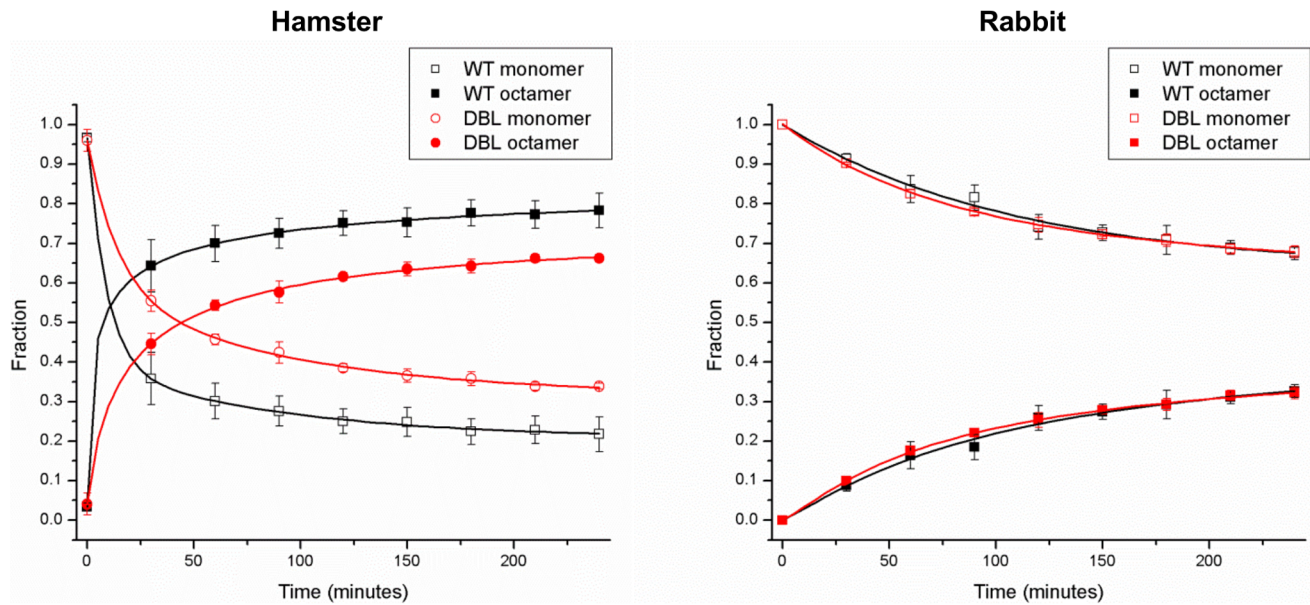 Hamster
WT monomer
WT octamer
DBL monomer
DBL octamer
1.0
0.9
0.8
0.7
0.6
0.5
0.4
0.3
0.2
0.1
0.0
Fraction
0
50
100
150
200
Time (minutes)
Rabbit
WT monomer
WT octamer
DBL monomer
DBL octamer
1.0
0.9
0.8
0.7
0.6
0.5
0.4
0.3
0.2
0.1
0.0
Fraction
0
50
100
150
200
Time (minutes)